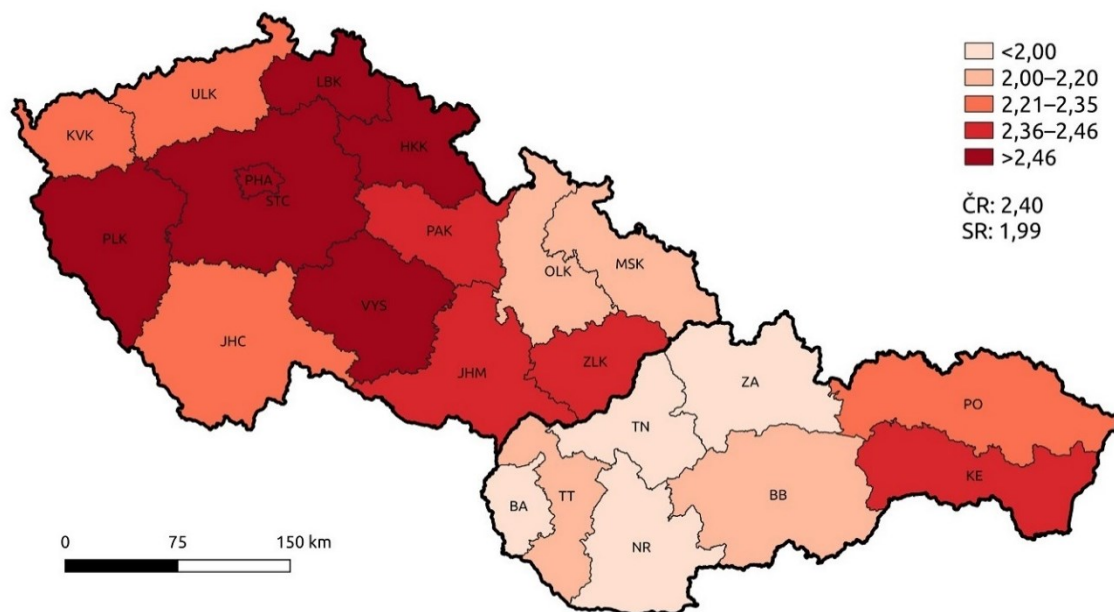 <2,00
2,00–2,20
2,21–2,35
2,36–2,46
>2,46
ČR: 2,40
SR: 1,99
LBK
ULK
KVK
HKK
PHA
STC
PAK
PLK
OLK
MSK
VYS
JHC
ZLK
JHM
ZA
PO
TN
KE
BA
TT
BB
NR
0 75 150 km